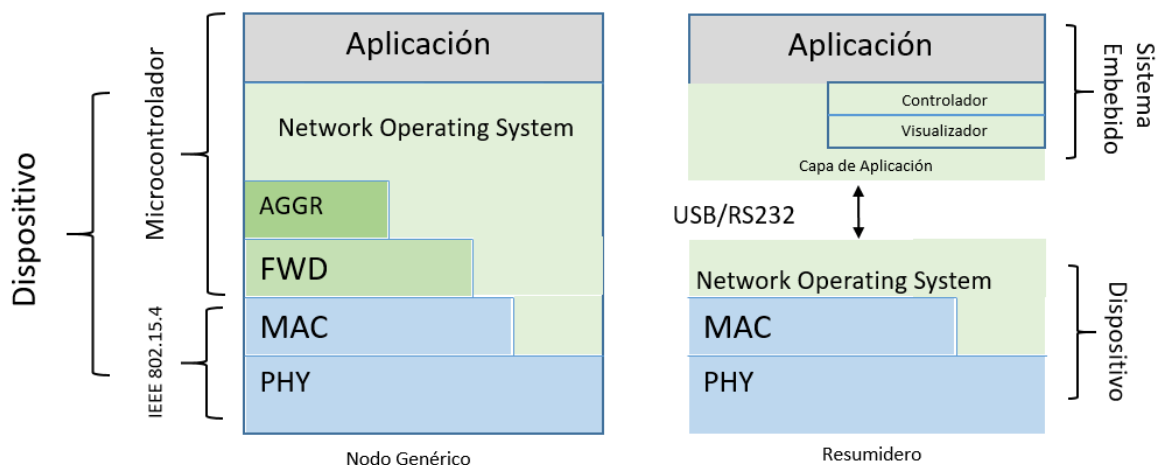 Dispositivo
Microcontrolador
IEEE 802.15.4
Aplicación
Network Operating System
AGGR
FWD
MAC
PHY
Nodo Genérico
Aplicación
Controlador
Visualizador
Capa de Aplicación
Sistema
Embebido
USB/RS232
Network Operating System
MAC
PHY
Dispositivo
Resumidero